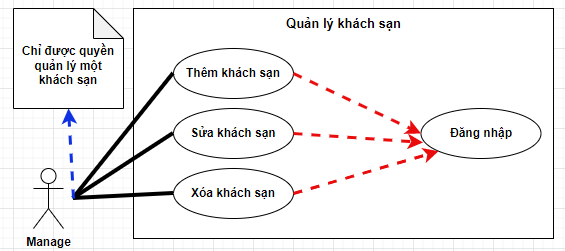 Quản lý khách sạn
Chỉ được quyền
quản lý một
khách sạn
Thêm khách sạn
Sửa khách sạn
Đăng nhập
Xóa khách sạn
Manage